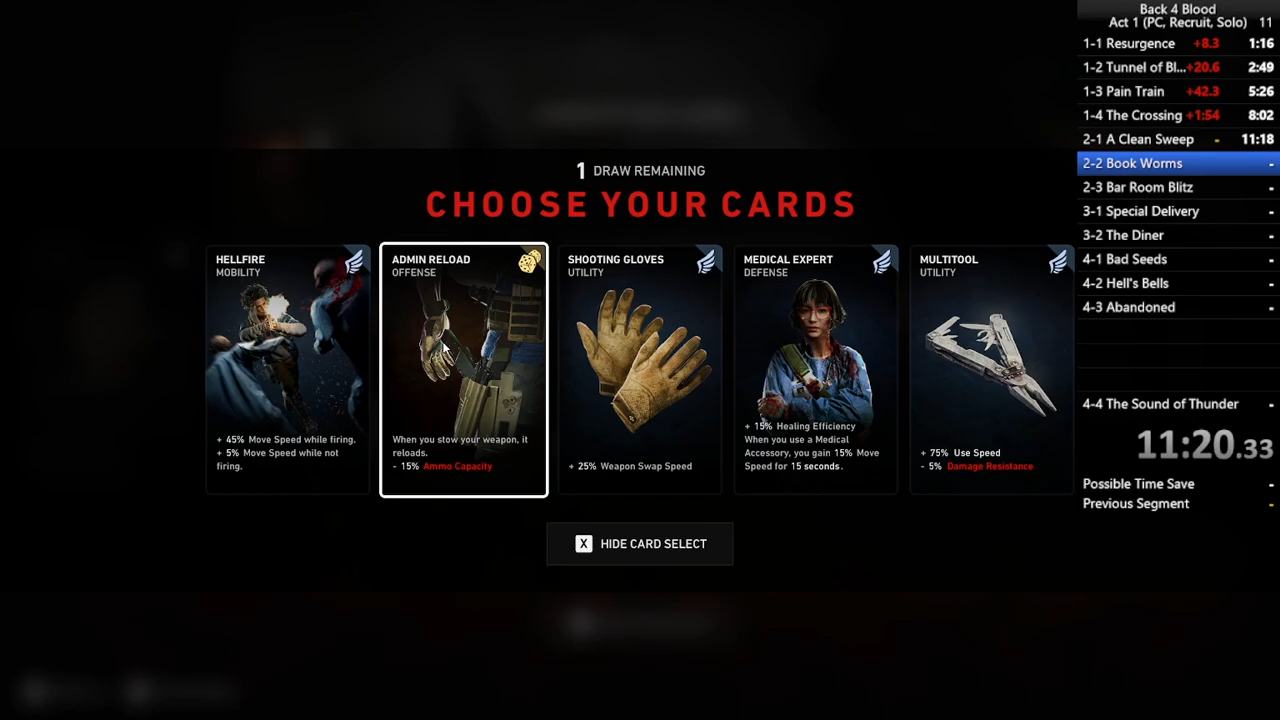 Back 4 Blood
Act 1 (PC, Recruit, Solo) 11
1-1 Resurgence +8.3 1:16
1-2 Tunnel of Bl... +20.6 2:49
1-3 Pain Train +42.3 5:26
1-4 The Crossing +1:54 8:02
2-1 A Clean Sweep - 11:18
2-2 Book Worms -
2-3 Bar Room Blitz -
3-1 Special Delivery -
3-2 The Diner -
4-1 Bad Seeds -
4-2 Hell's Bells -
4-3 Abandoned -
4-4 The Sound of Thunder -
11:20.33
Possible Time Save -
Previous Segment -
1 DRAW REMAINING
CHOOSE YOUR CARDS
HELLFIRE
MOBILITY
+ 45% Move Speed while firing.
+ 5% Move Speed while not
firing.
ADMIN RELOAD
OFFENSE
When you stow your weapon, it
reloads.
- 15% Ammo Capacity
SHOOTING GLOVES
UTILITY
+ 25% Weapon Swap Speed
MEDICAL EXPERT
DEFENSE
+ 15% Healing Efficiency
When you use a Medical
Accessory, you gain 15% Move
Speed for 15 seconds.
MULTITOOL
UTILITY
+ 75% Use Speed
- 5% Damage Resistance
X HIDE CARD SELECT